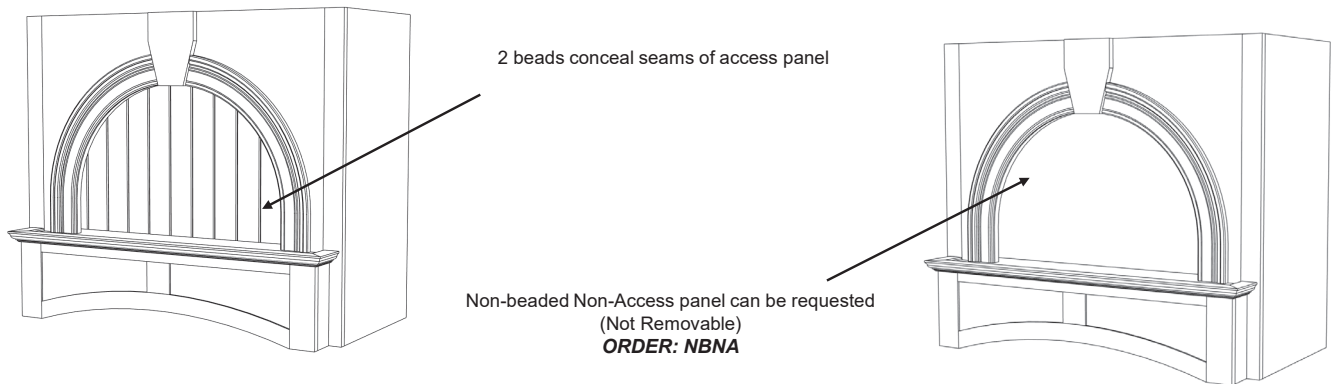 2 beads conceal seams of access panel
Non-beaded Non-Access panel can be requested
(Not Removable)
ORDER: NBNA